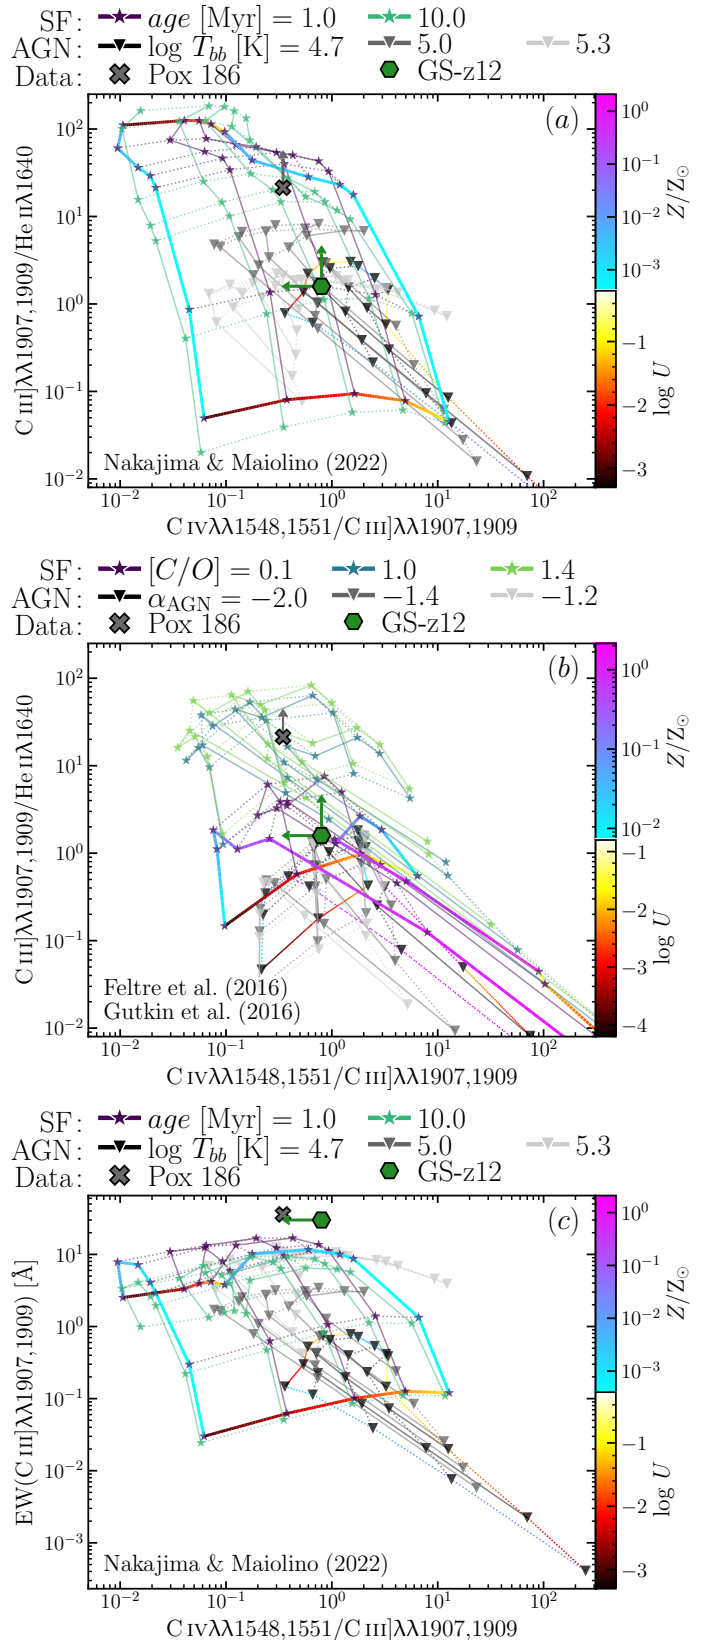 SF: age [Myr] = 1.0 10.0
AGN: log T_bb [K] = 4.7 5.0 5.3
Data: Pox 186 GS-z12
(a)
10^2
10^1
10^0
10^−1
10^−2
C III]λλ1907,1909/He IIλ1640
Nakajima & Maiolino (2022)
10^−2 10^−1 10^0 10^1 10^2
C IVλλ1548,1551/C III]λλ1907,1909
10^0
10^−1
10^−2
10^−3
Z/Z⊙
−1
−2
−3
log U
SF: [C/O] = 0.1 1.0 1.4
AGN: α_AGN = −2.0 −1.4 −1.2
Data: Pox 186 GS-z12
(b)
10^2
10^1
10^0
10^−1
10^−2
C III]λλ1907,1909/He IIλ1640
Feltre et al. (2016)
Gutkin et al. (2016)
10^−2 10^−1 10^0 10^1 10^2
C IVλλ1548,1551/C III]λλ1907,1909
10^0
10^−1
10^−2
Z/Z⊙
−1
−2
−3
−4
log U
SF: age [Myr] = 1.0 10.0
AGN: log T_bb [K] = 4.7 5.0 5.3
Data: Pox 186 GS-z12
(c)
10^1
10^0
10^−1
10^−2
10^−3
EW(C III]λλ1907,1909) [Å]
Nakajima & Maiolino (2022)
10^−2 10^−1 10^0 10^1 10^2
C IVλλ1548,1551/C III]λλ1907,1909
10^0
10^−1
10^−2
10^−3
Z/Z⊙
−1
−2
−3
log U